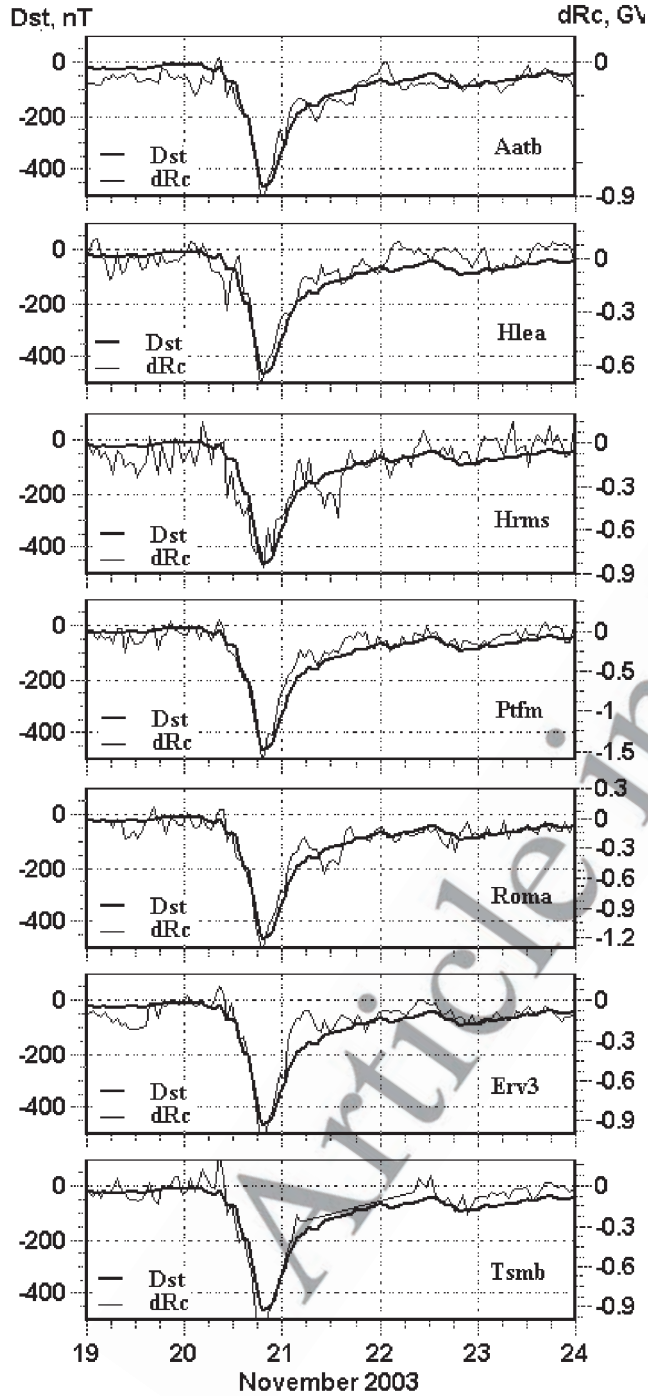 Dst, nT dRc, GV
0 0
-200
-400 -0.9
Dst
dRc
Aatb
0 0
-200 -0.3
-400 -0.6
Dst
dRc
Hlea
0 0
-200 -0.3
-400 -0.6
-0.9
Dst
dRc
Hrms
0 0
-200 -0.5
-400 -1
-1.5
Dst
dRc
Ptfm
0.3
0 0
-200 -0.3
-400 -0.6
-0.9
-1.2
Dst
dRc
Roma
0 0
-200 -0.3
-400 -0.6
-0.9
Dst
dRc
Erv3
0 0
-200 -0.3
-400 -0.6
-0.9
Dst
dRc
Tsmb
19 20 21 22 23 24
November 2003
Article in